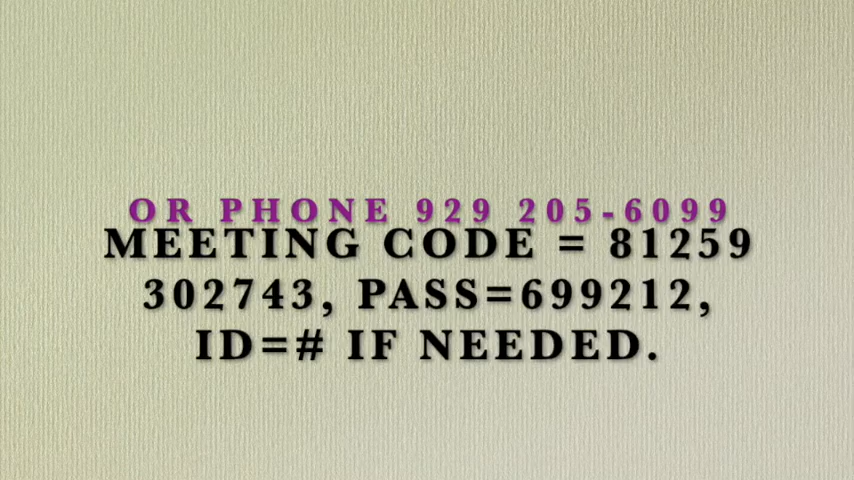 OR PHONE 929 205-6099
MEETING CODE = 81259
302743, PASS=699212,
ID=# IF NEEDED.